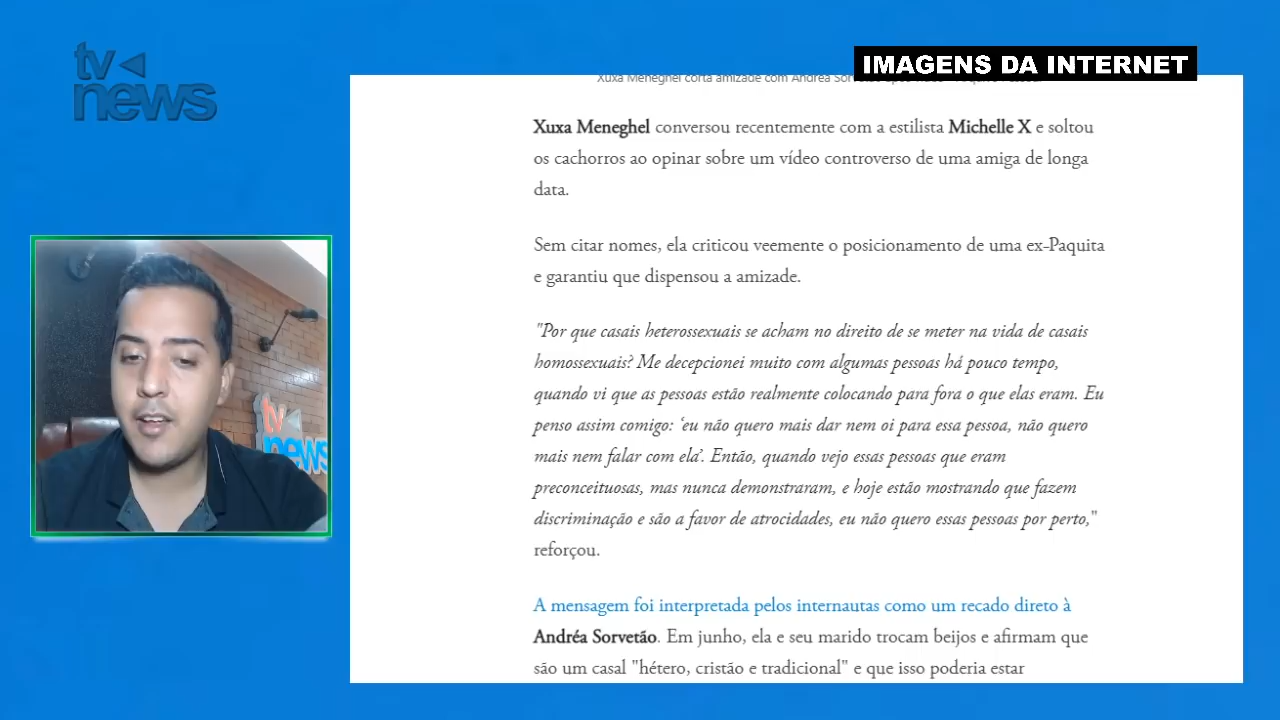 tv
news
IMAGENS DA INTERNET
Xuxa Meneghel corta amizade com Andréa
Xuxa Meneghel conversou recentemente com a estilista Michelle X e soltou
os cachorros ao opinar sobre um vídeo controverso de uma amiga de longa
data.
Sem citar nomes, ela criticou veemente o posicionamento de uma ex-Paquita
e garantiu que dispensou a amizade.
"Por que casais heterossexuais se acham no direito de se meter na vida de casais
homossexuais? Me decepcionei muito com algumas pessoas há pouco tempo,
quando vi que as pessoas estão realmente colocando para fora o que elas eram. Eu
penso assim comigo: ‘eu não quero mais dar nem oi para essa pessoa, não quero
mais nem falar com ela’. Então, quando vejo essas pessoas que eram
preconceituosas, mas nunca demonstraram, e hoje estão mostrando que fazem
discriminação e são a favor de atrocidades, eu não quero essas pessoas por perto,"
reforçou.
A mensagem foi interpretada pelos internautas como um recado direto à
Andréa Sorvetão. Em junho, ela e seu marido trocam beijos e afirmam que
são um casal "hétero, cristão e tradicional" e que isso poderia estar
tv
news